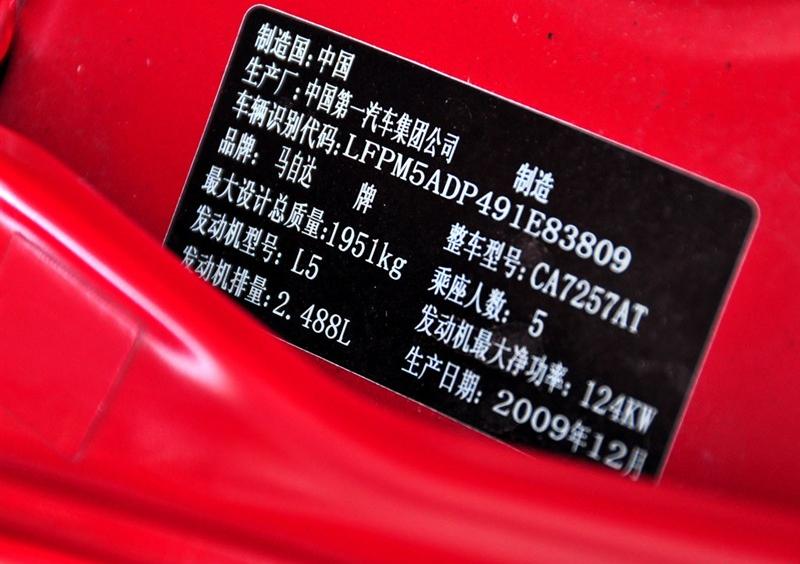 制造国:中国
生产厂:中国第一汽车集团公司 制造
车辆识别代码:LFPM5ADP491E83809
品牌: 马自达 牌 整车型号:CA7257AT
最大设计总质量:1951kg 乘座人数: 5
发动机型号: L5 发动机最大净功率: 124KW
发动机排量:2.488L 生产日期: 2009年12月